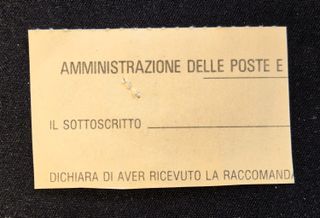 AMMINISTRAZIONE DELLE POSTE E
IL SOTTOSCRITTO
DICHIARA DI AVER RICEVUTO LA RACCOMANDA